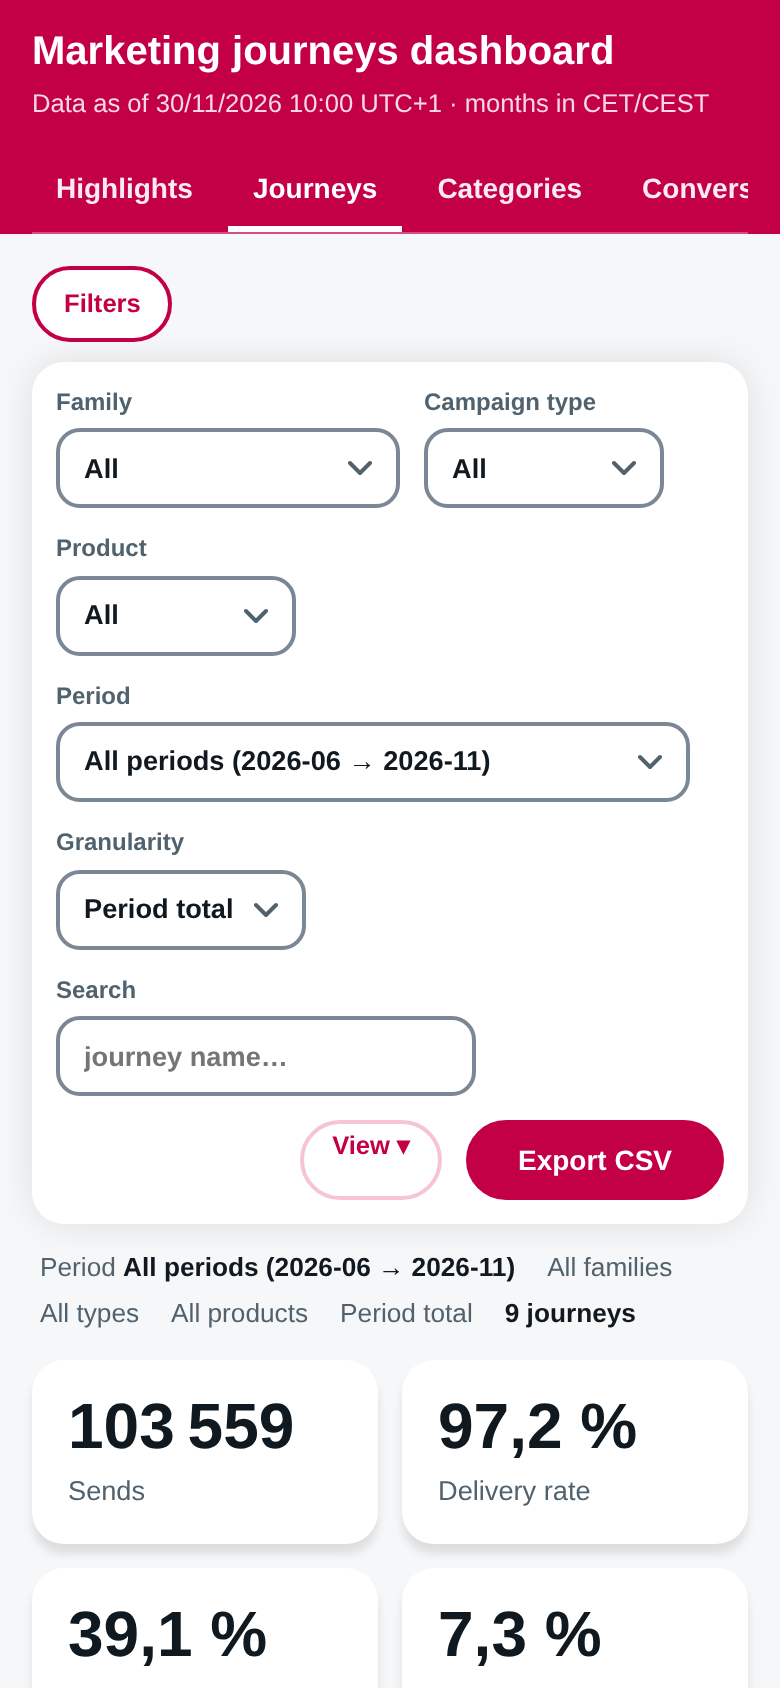 Marketing journeys dashboard
Data as of 30/11/2026 10:00 UTC+1 · months in CET/CEST
Highlights Journeys Categories Convers
Filters
Family Campaign type
All All
Product
All
Period
All periods (2026-06 → 2026-11)
Granularity
Period total
Search
journey name…
View ▾ Export CSV
Period All periods (2026-06 → 2026-11) All families
All types All products Period total 9 journeys
103 559 97,2 %
Sends Delivery rate
39,1 % 7,3 %